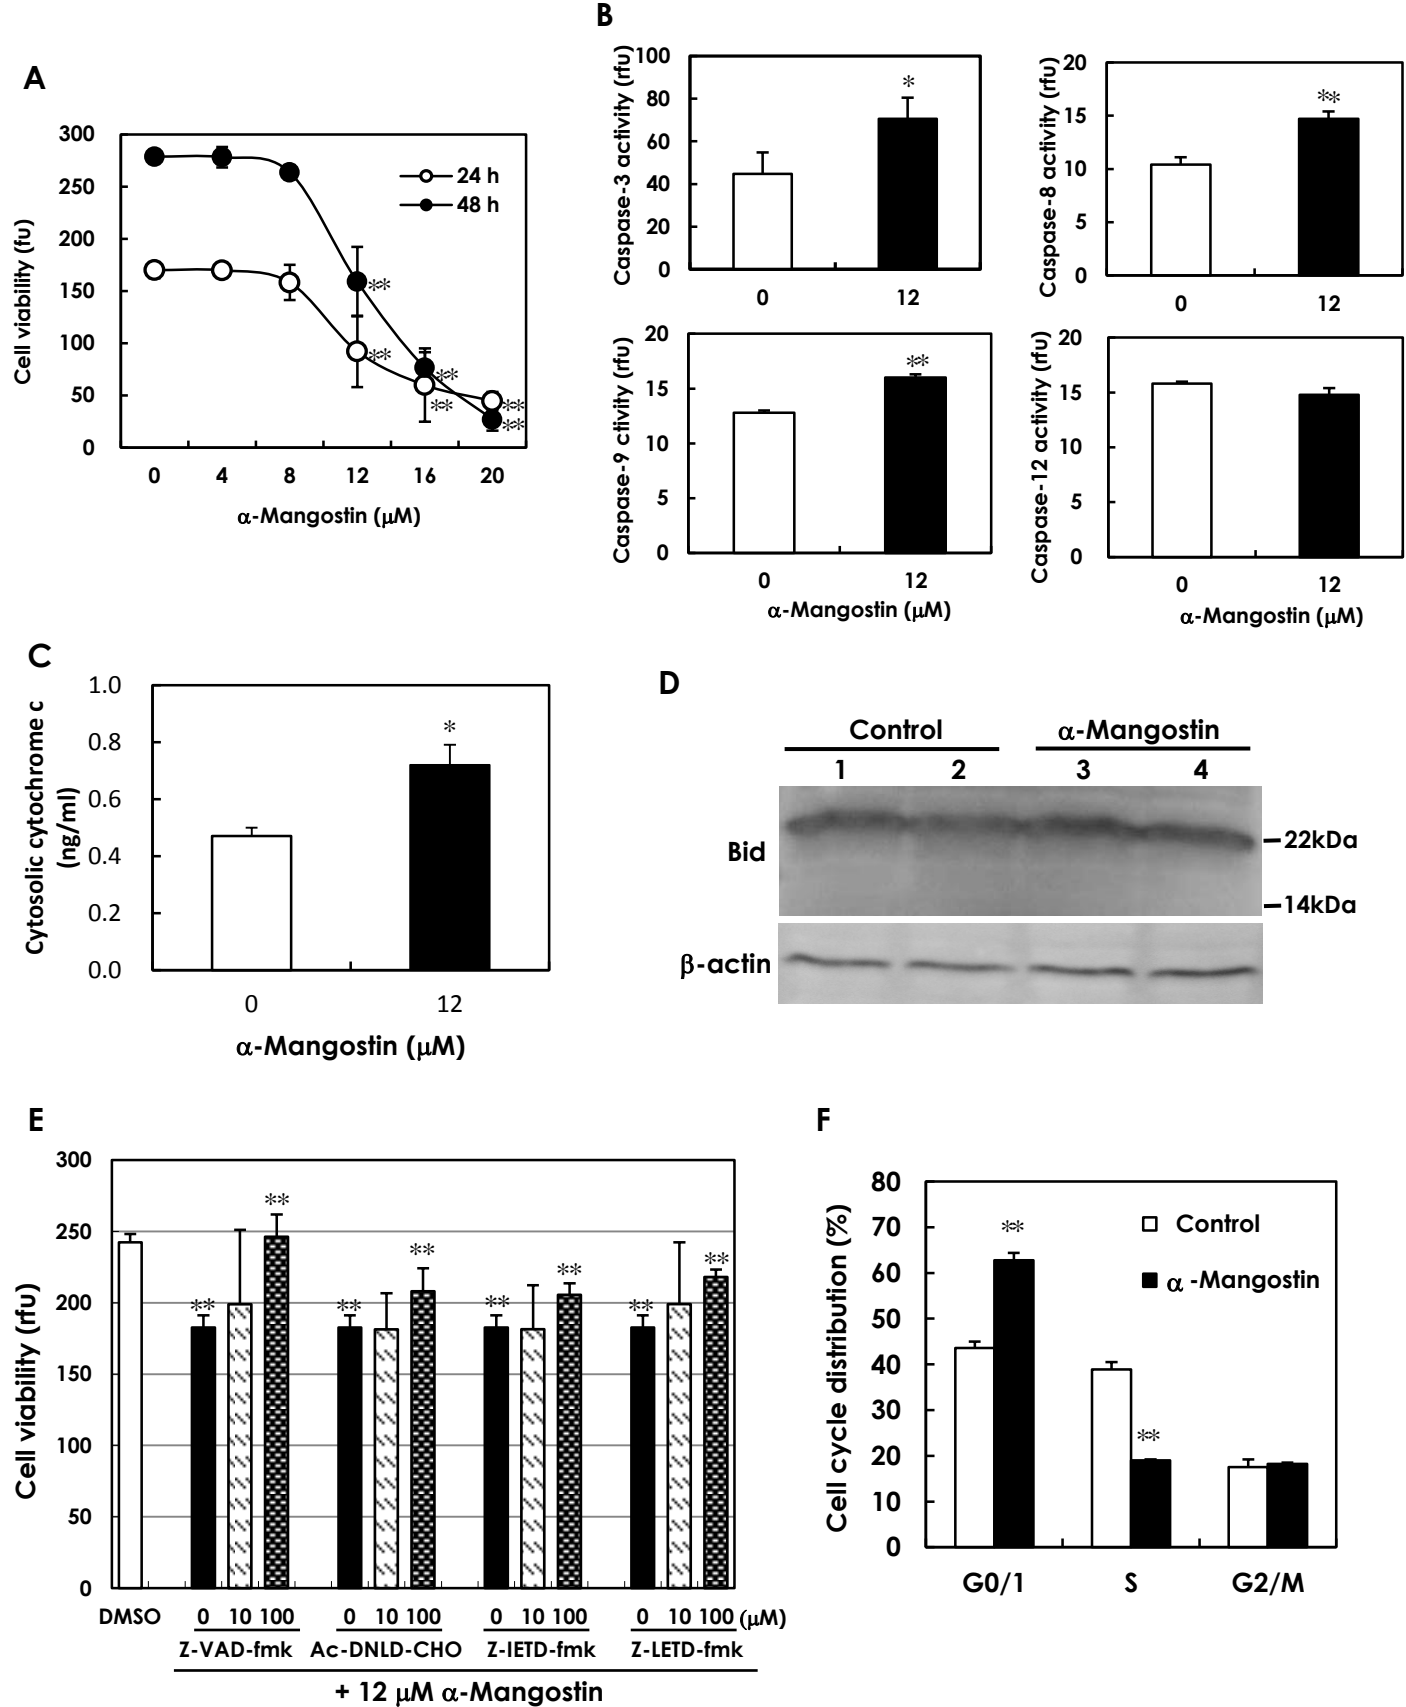 A
300
250
200
150
100
50
0
Cell viability (fu)
24 h
48 h
**
**
**
**
**
**
0 4 8 12 16 20
α-Mangostin (µM)
B
100
80
60
40
20
0
Caspase-3 activity (rfu)
*
0 12
20
15
10
5
0
Caspase-8 activity (rfu)
**
0 12
20
15
10
5
0
Caspase-9 ctivity (rfu)
**
0 12
α-Mangostin (µM)
20
15
10
5
0
Caspase-12 activity (rfu)
0 12
α-Mangostin (µM)
C
1.0
0.8
0.6
0.4
0.2
0.0
Cytosolic cytochrome c
(ng/ml)
*
0 12
α-Mangostin (µM)
D
Control α-Mangostin
1 2 3 4
Bid
22kDa
14kDa
β-actin
E
300
250
200
150
100
50
0
Cell viability (rfu)
**
**
**
**
**
**
**
**
DMSO 0 10 100 0 10 100 0 10 100 0 10 100 (µM)
Z-VAD-fmk Ac-DNLD-CHO Z-IETD-fmk Z-LETD-fmk
+ 12 µM α-Mangostin
F
80
70
60
50
40
30
20
10
0
Cell cycle distribution (%)
**
**
Control
α -Mangostin
G0/1 S G2/M